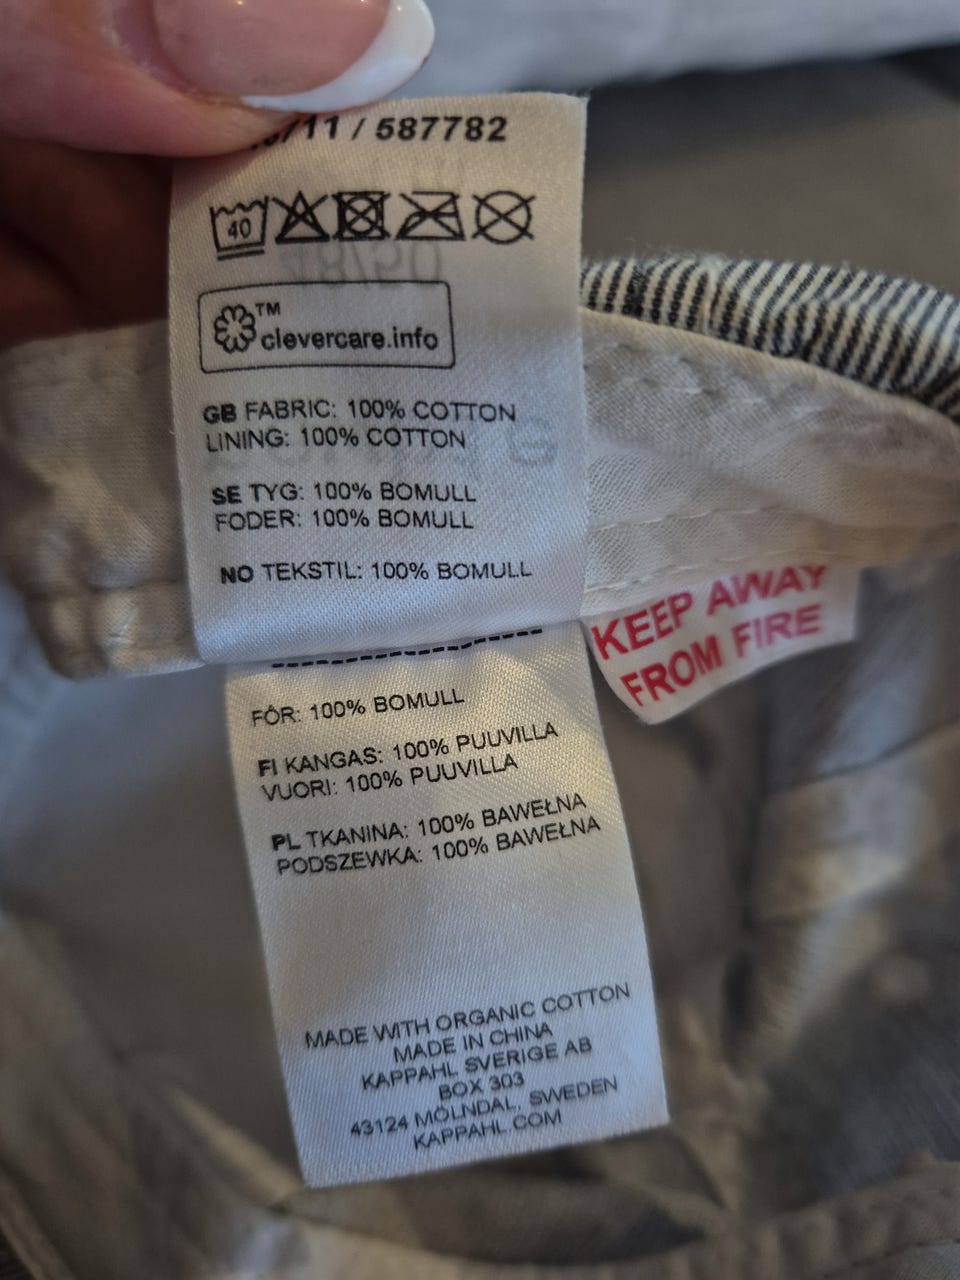 /11 / 587782
40
TM
clevercare.info
GB FABRIC: 100% COTTON
LINING: 100% COTTON
SE TYG: 100% BOMULL
FODER: 100% BOMULL
NO TEKSTIL: 100% BOMULL
KEEP AWAY
FROM FIRE
FÔR: 100% BOMULL
FI KANGAS: 100% PUUVILLA
VUORI: 100% PUUVILLA
PL TKANINA: 100% BAWEŁNA
PODSZEWKA: 100% BAWEŁNA
MADE WITH ORGANIC COTTON
MADE IN CHINA
KAPPAHL SVERIGE AB
BOX 303
43124 MÖLNDAL, SWEDEN
KAPPAHL.COM